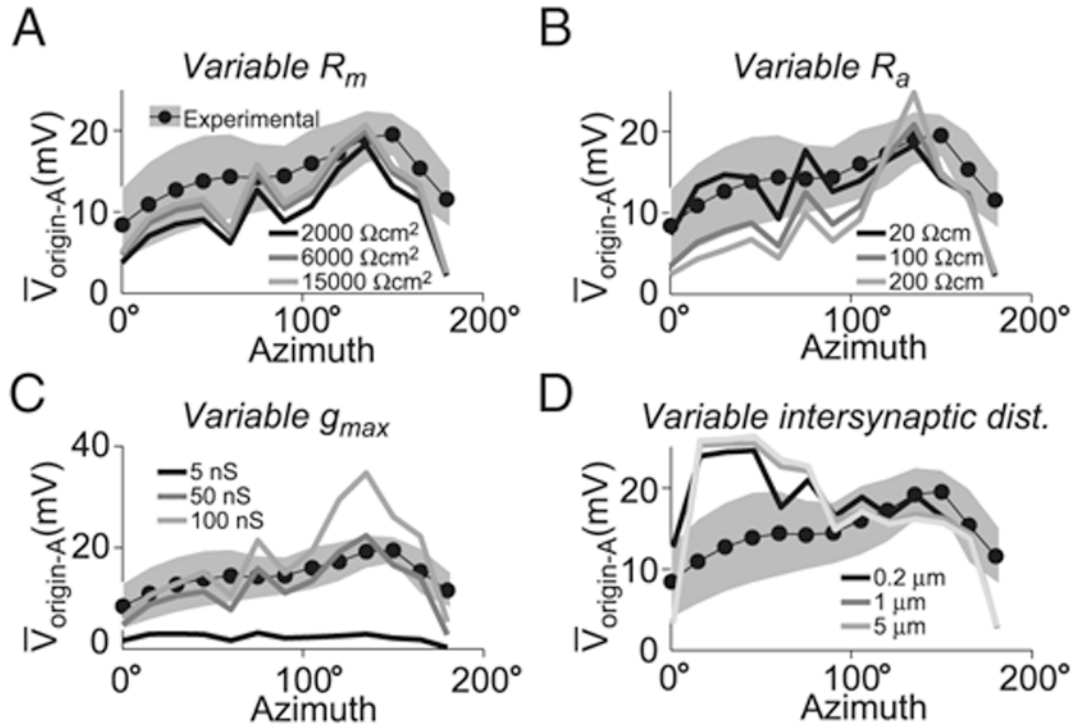 A
Variable Rm
V̅origin-A(mV)
20
10
0
Experimental
2000 Ωcm²
6000 Ωcm²
15000 Ωcm²
0°
100°
200°
Azimuth
B
Variable Ra
V̅origin-A(mV)
20
10
0
20 Ωcm
100 Ωcm
200 Ωcm
0°
100°
200°
Azimuth
C
Variable gmax
V̅origin-A(mV)
40
20
0
5 nS
50 nS
100 nS
0°
100°
200°
Azimuth
D
Variable intersynaptic dist.
V̅origin-A(mV)
20
10
0
0.2 µm
1 µm
5 µm
0°
100°
200°
Azimuth